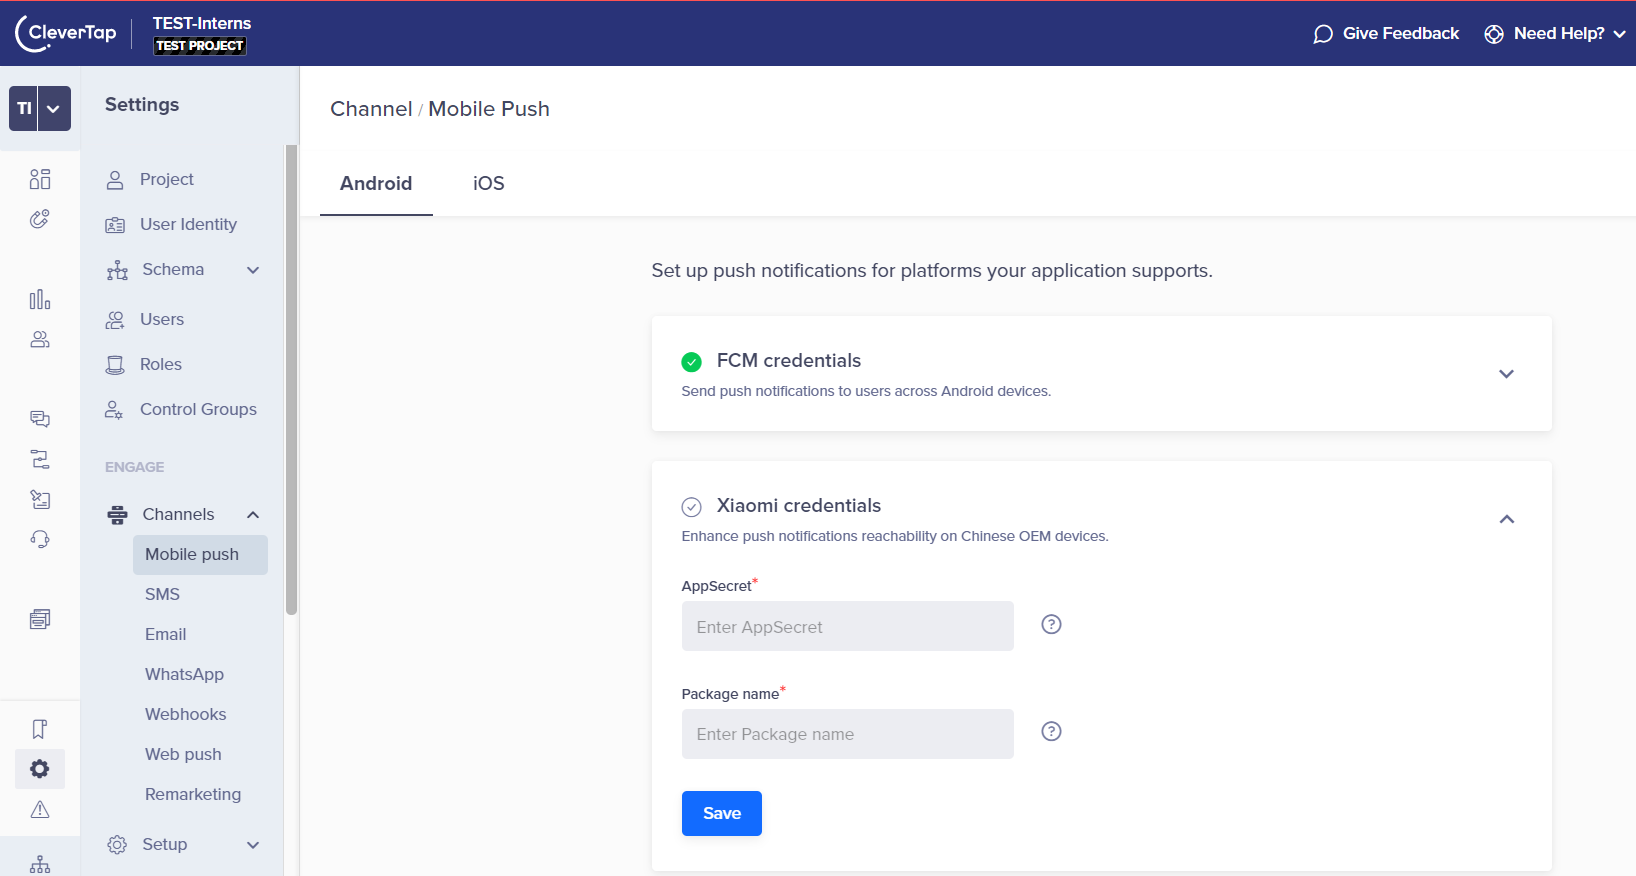 CleverTap
TEST-Interns
TEST PROJECT
Give Feedback
Need Help?
TI
Settings
Project
User Identity
Schema
Users
Roles
Control Groups
ENGAGE
Channels
Mobile push
SMS
Email
WhatsApp
Webhooks
Web push
Remarketing
Setup
Channel / Mobile Push
Android
iOS
Set up push notifications for platforms your application supports.
FCM credentials
Send push notifications to users across Android devices.
Xiaomi credentials
Enhance push notifications reachability on Chinese OEM devices.
AppSecret*
Enter AppSecret
?
Package name*
Enter Package name
?
Save